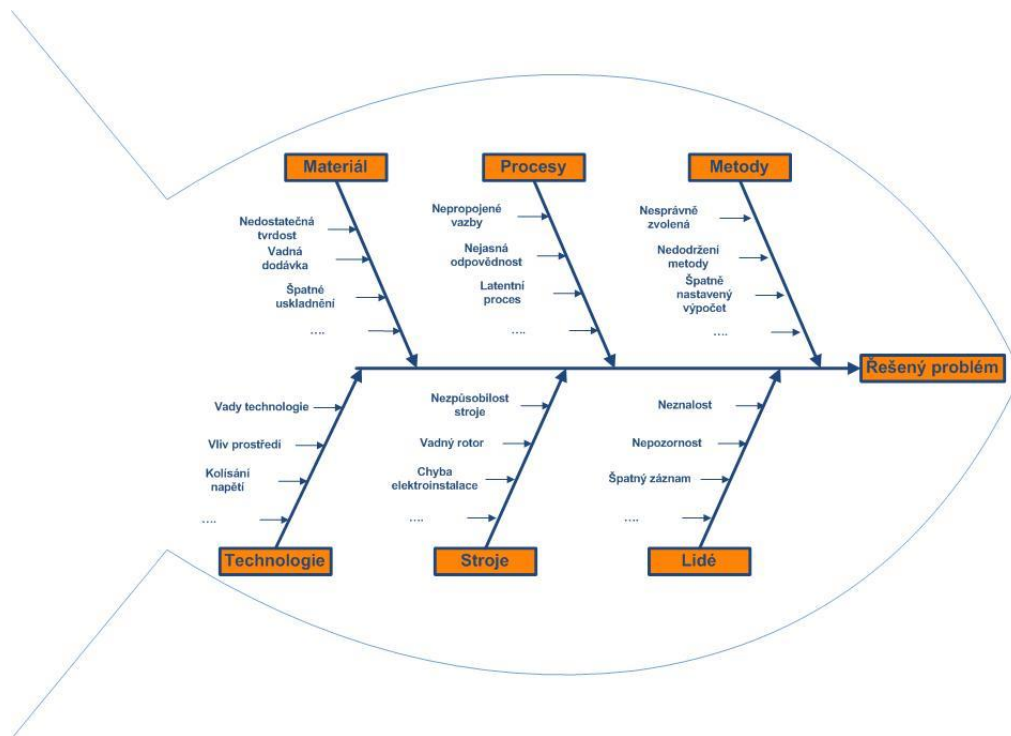 Materiál
Procesy
Metody
Nedostatečná
tvrdost
Vadná
dodávka
Špatné
uskladnění
....
Nepropojené
vazby
Nejasná
odpovědnost
Latentní
proces
....
Nesprávně
zvolená
Nedodržení
metody
Špatně
nastavený
výpočet
....
Řešený problém
Vady technologie
Vliv prostředí
Kolísání
napětí
....
Nezpůsobilost
stroje
Vadný rotor
Chyba
elektroinstalace
....
Neznalost
Nepozornost
Špatný záznam
....
Technologie
Stroje
Lidé